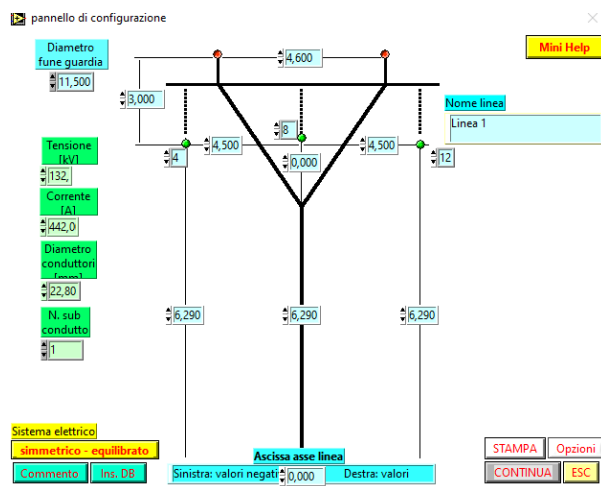 pannello di configurazione
Diametro
fune guardia
11,500
4,600
Mini Help
3,000
Nome linea
Linea 1
8
4
4,500
0,000
4,500
12
Tensione
[kV]
132,
Corrente
[A]
442,0
Diametro
conduttori
[mm]
22,80
N. sub
condutto
1
6,290
6,290
6,290
Sistema elettrico
simmetrico - equilibrato
Commento
Ins. DB
Ascissa asse linea
Sinistra: valori negati
0,000
Destra: valori
STAMPA
Opzioni
CONTINUA
ESC